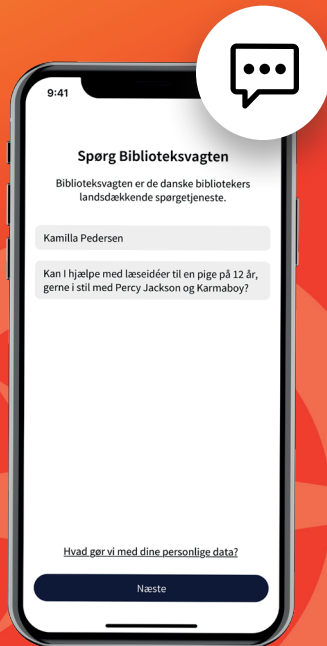 9:41
Spørg Biblioteksvagten
Biblioteksvagten er de danske bibliotekers
landsdækkende spørgetjeneste.
Kamilla Pedersen
Kan I hjælpe med læseidéer til en pige på 12 år,
gerne i stil med Percy Jackson og Karmaboy?
Hvad gør vi med dine personlige data?
Næste